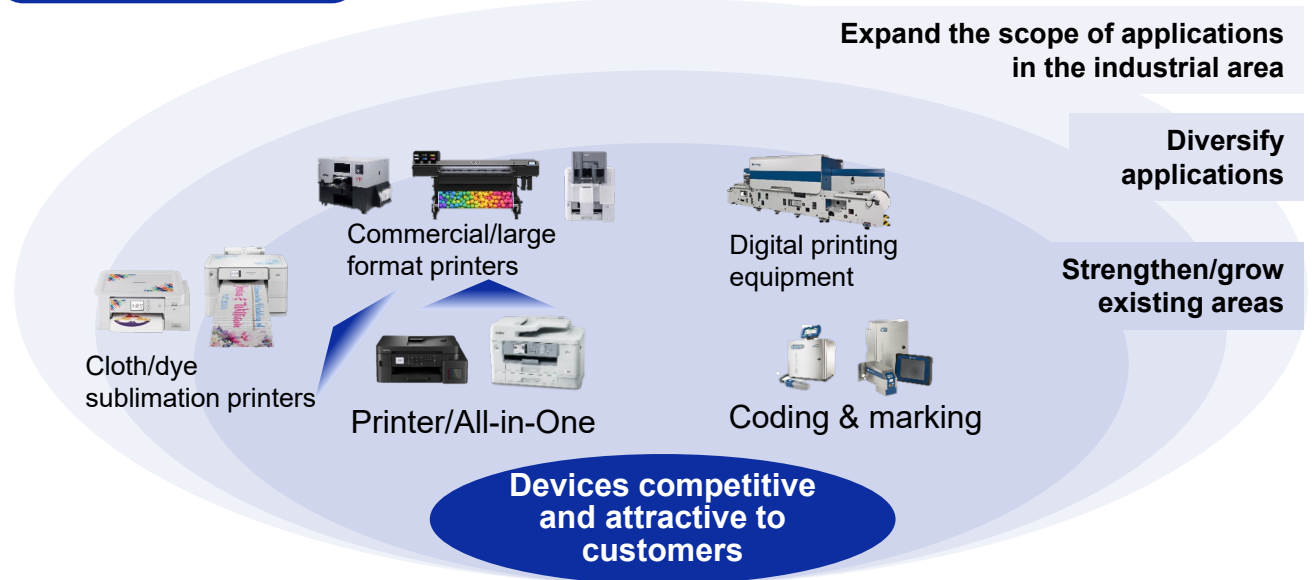 Expand the scope of applications
in the industrial area
Diversify
applications
Commercial/large
format printers
Digital printing
equipment
Strengthen/grow
existing areas
Cloth/dye
sublimation printers
Printer/All-in-One
Coding & marking
Devices competitive
and attractive to
customers